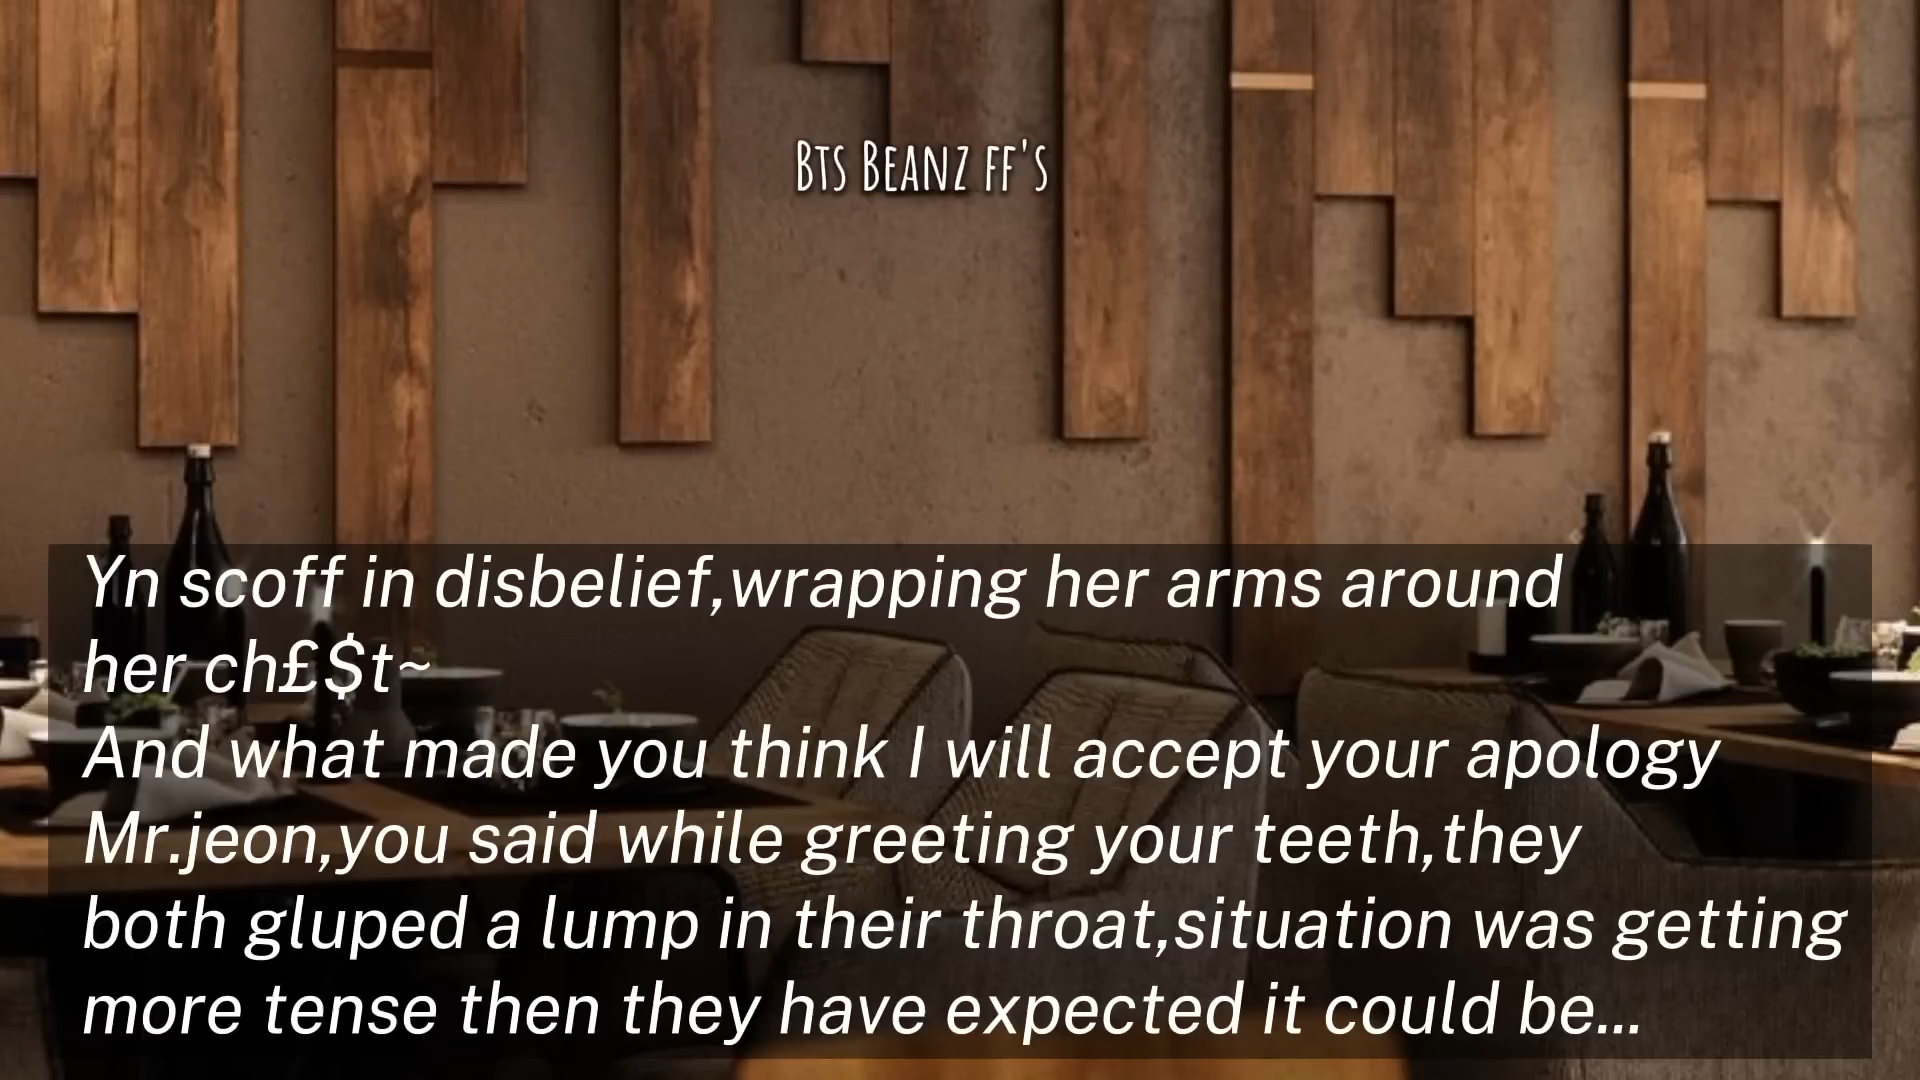 Bts Beanz ff's
Yn scoff in disbelief,wrapping her arms around
her ch££$t~
And what made you think I will accept your apology
Mr.jeon,you said while greeting your teeth,they
both gluped a lump in their throat,situation was getting
more tense then they have expected it could be...